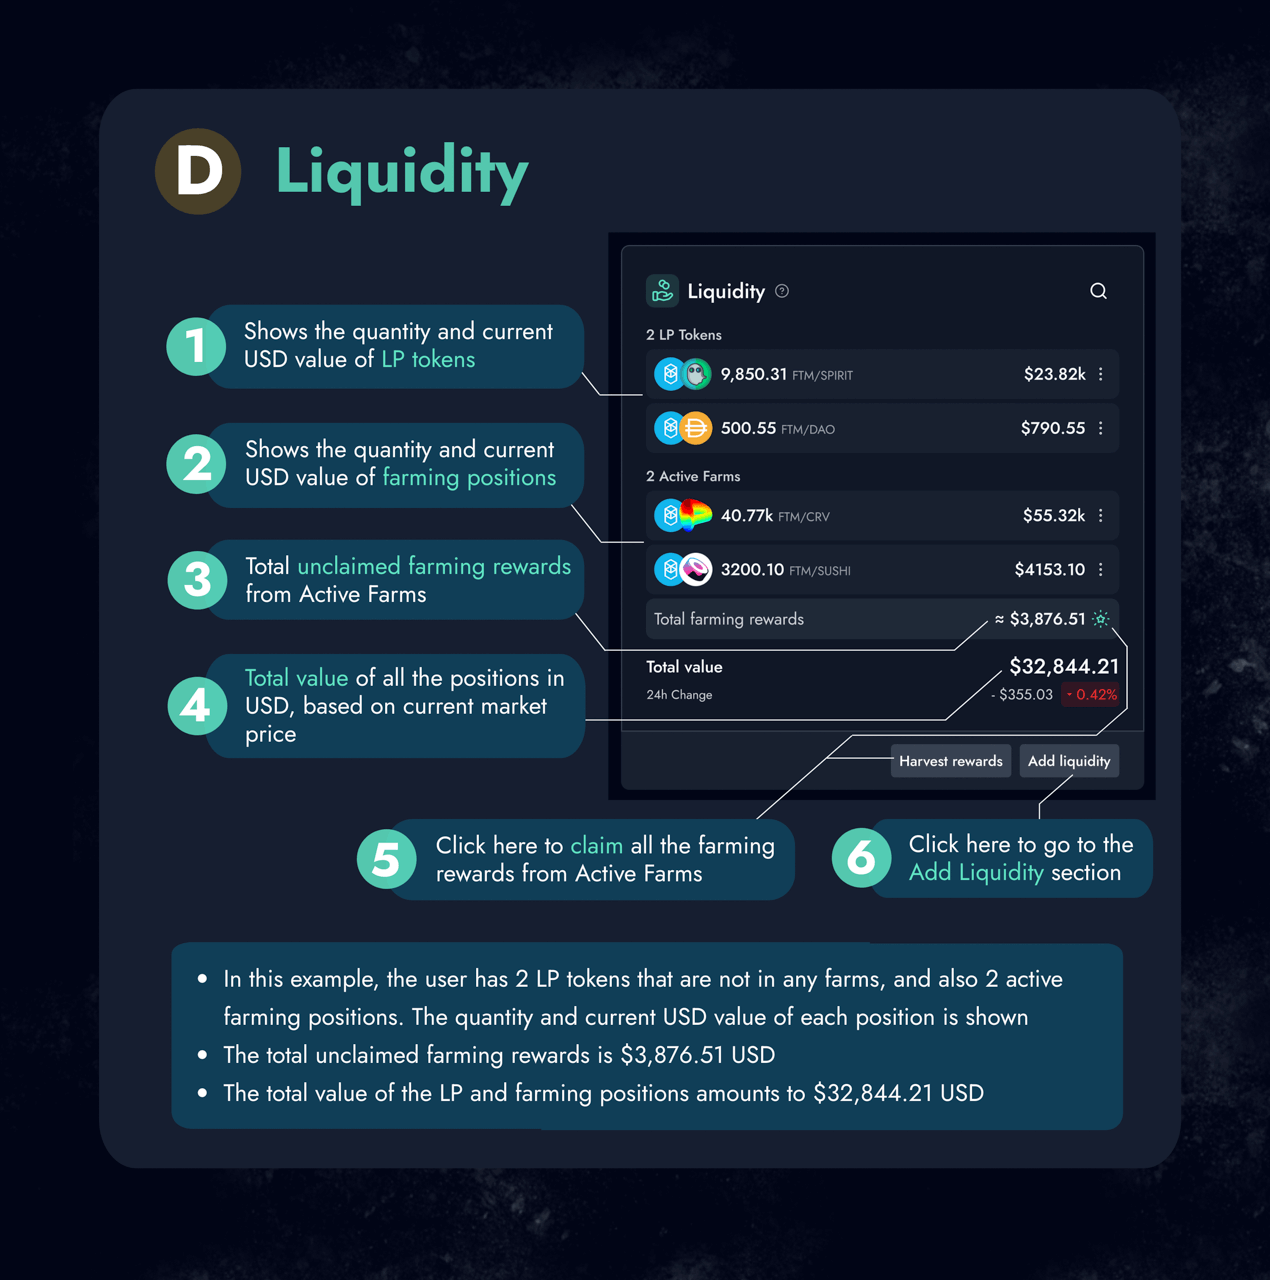 D Liquidity
Liquidity ?
2 LP Tokens
9,850.31 FTM/SPIRIT $23.82k
500.55 FTM/DAO $790.55
2 Active Farms
40.77k FTM/CRV $55.32k
3200.10 FTM/SUSHI $4153.10
Total farming rewards ≈ $3,876.51
Total value $32,844.21
24h Change - $355.03 0.42%
Harvest rewards Add liquidity
1 Shows the quantity and current
USD value of LP tokens
2 Shows the quantity and current
USD value of farming positions
3 Total unclaimed farming rewards
from Active Farms
4 Total value of all the positions in
USD, based on current market
price
5 Click here to claim all the farming
rewards from Active Farms
6 Click here to go to the
Add Liquidity section
• In this example, the user has 2 LP tokens that are not in any farms, and also 2 active
farming positions. The quantity and current USD value of each position is shown
• The total unclaimed farming rewards is $3,876.51 USD
• The total value of the LP and farming positions amounts to $32,844.21 USD